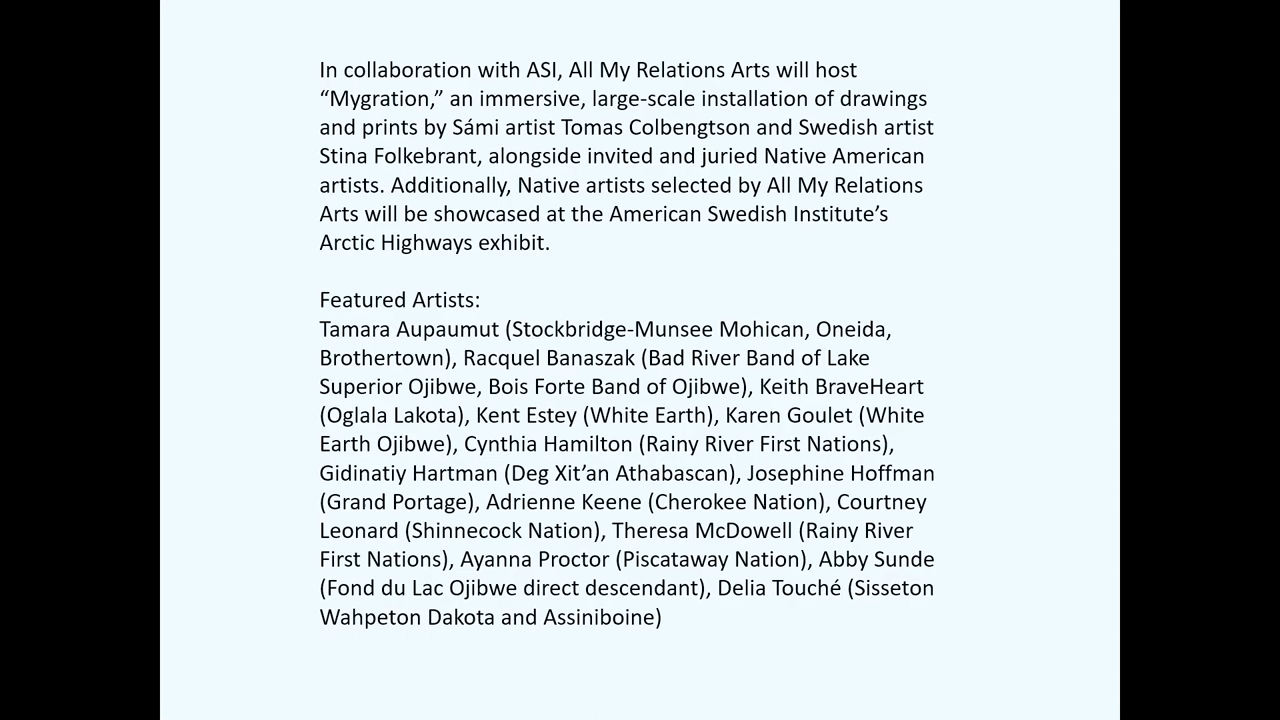 In collaboration with ASI, All My Relations Arts will host
“Mygration,” an immersive, large-scale installation of drawings
and prints by Sámi artist Tomas Colbengtson and Swedish artist
Stina Folkebrant, alongside invited and juried Native American
artists. Additionally, Native artists selected by All My Relations
Arts will be showcased at the American Swedish Institute’s
Arctic Highways exhibit.
Featured Artists:
Tamara Aupaumut (Stockbridge-Munsee Mohican, Oneida,
Brothertown), Racquel Banaszak (Bad River Band of Lake
Superior Ojibwe, Bois Forte Band of Ojibwe), Keith BraveHeart
(Oglala Lakota), Kent Estey (White Earth), Karen Goulet (White
Earth Ojibwe), Cynthia Hamilton (Rainy River First Nations),
Gidinatiy Hartman (Deg Xit’an Athabascan), Josephine Hoffman
(Grand Portage), Adrienne Keene (Cherokee Nation), Courtney
Leonard (Shinnecock Nation), Theresa McDowell (Rainy River
First Nations), Ayanna Proctor (Piscataway Nation), Abby Sunde
(Fond du Lac Ojibwe direct descendant), Delia Touché (Sisseton
Wahpeton Dakota and Assiniboine)